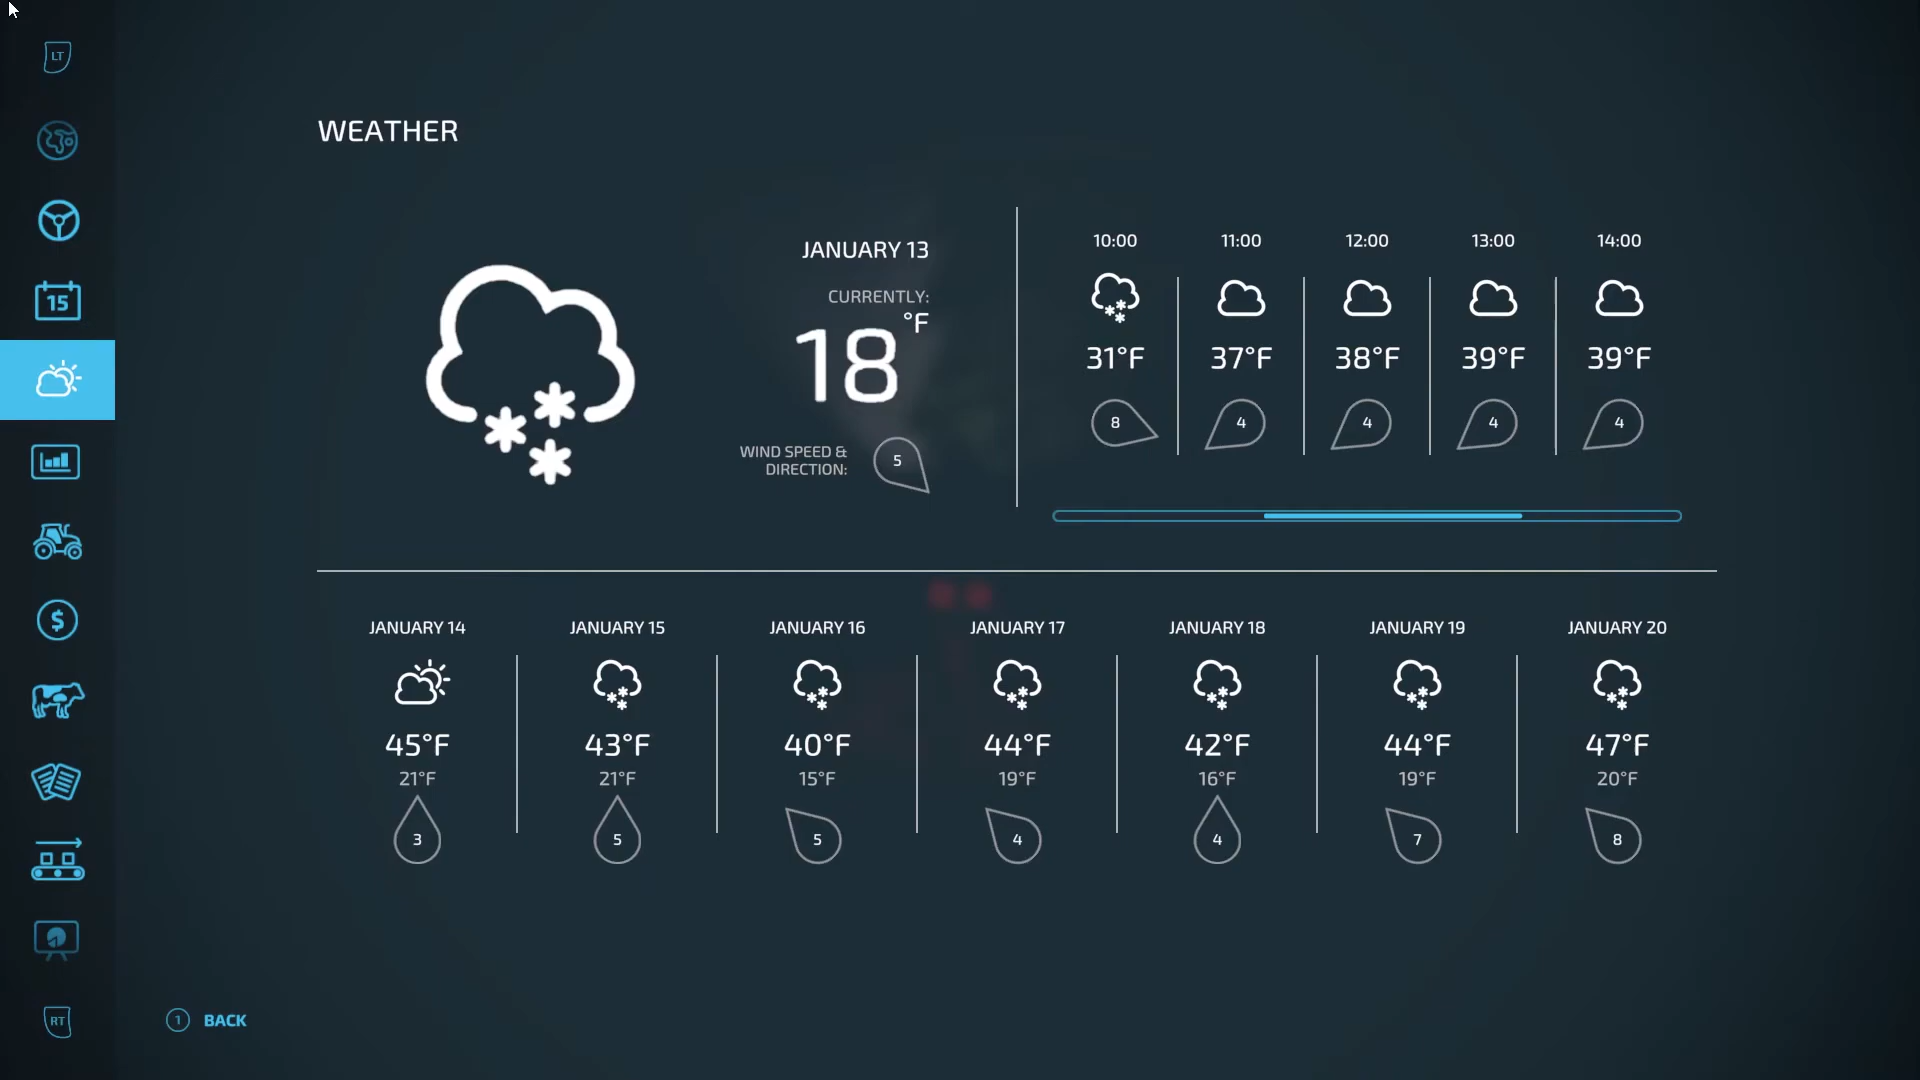 LT
15
WEATHER
JANUARY 13
CURRENTLY:
18 °F
WIND SPEED &
DIRECTION:
5
10:00 11:00 12:00 13:00 14:00
31°F 37°F 38°F 39°F 39°F
8 4 4 4 4
JANUARY 14 JANUARY 15 JANUARY 16 JANUARY 17 JANUARY 18 JANUARY 19 JANUARY 20
45°F 43°F 40°F 44°F 42°F 44°F 47°F
21°F 21°F 15°F 19°F 16°F 19°F 20°F
3 5 5 4 4 7 8
$
RT
1 BACK